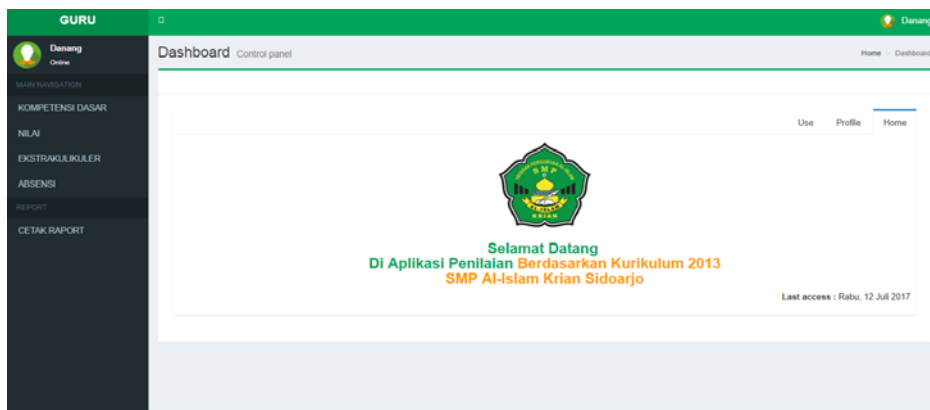 GURU
Danang
Danang
Online
Dashboard Control panel
Home > Dashboard
MAIN NAVIGATION
KOMPETENSI DASAR
NILAI
EKSTRAKULIKULER
ABSENSI
REPORT
CETAK RAPORT
Use Profile Home
SMP
AL-ISLAM
KRIAN
Selamat Datang
Di Aplikasi Penilaian Berdasarkan Kurikulum 2013
SMP Al-Islam Krian Sidoarjo
Last access : Rabu, 12 Juli 2017